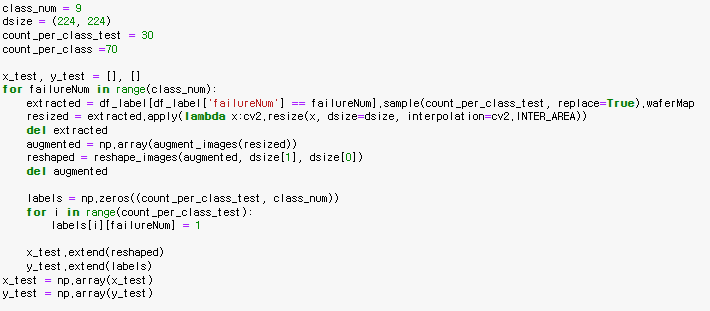 class_num = 9
dsize = (224, 224)
count_per_class_test = 30
count_per_class =70

x_test, y_test = [], []
for failureNum in range(class_num):
    extracted = df_label[df_label['failureNum'] == failureNum].sample(count_per_class_test, replace=True).waferMap
    resized = extracted.apply(lambda x:cv2.resize(x, dsize=dsize, interpolation=cv2.INTER_AREA))
    del extracted
    augmented = np.array(augment_images(resized))
    reshaped = reshape_images(augmented, dsize[1], dsize[0])
    del augmented

    labels = np.zeros((count_per_class_test, class_num))
    for i in range(count_per_class_test):
        labels[i][failureNum] = 1

    x_test.extend(reshaped)
    y_test.extend(labels)
x_test = np.array(x_test)
y_test = np.array(y_test)